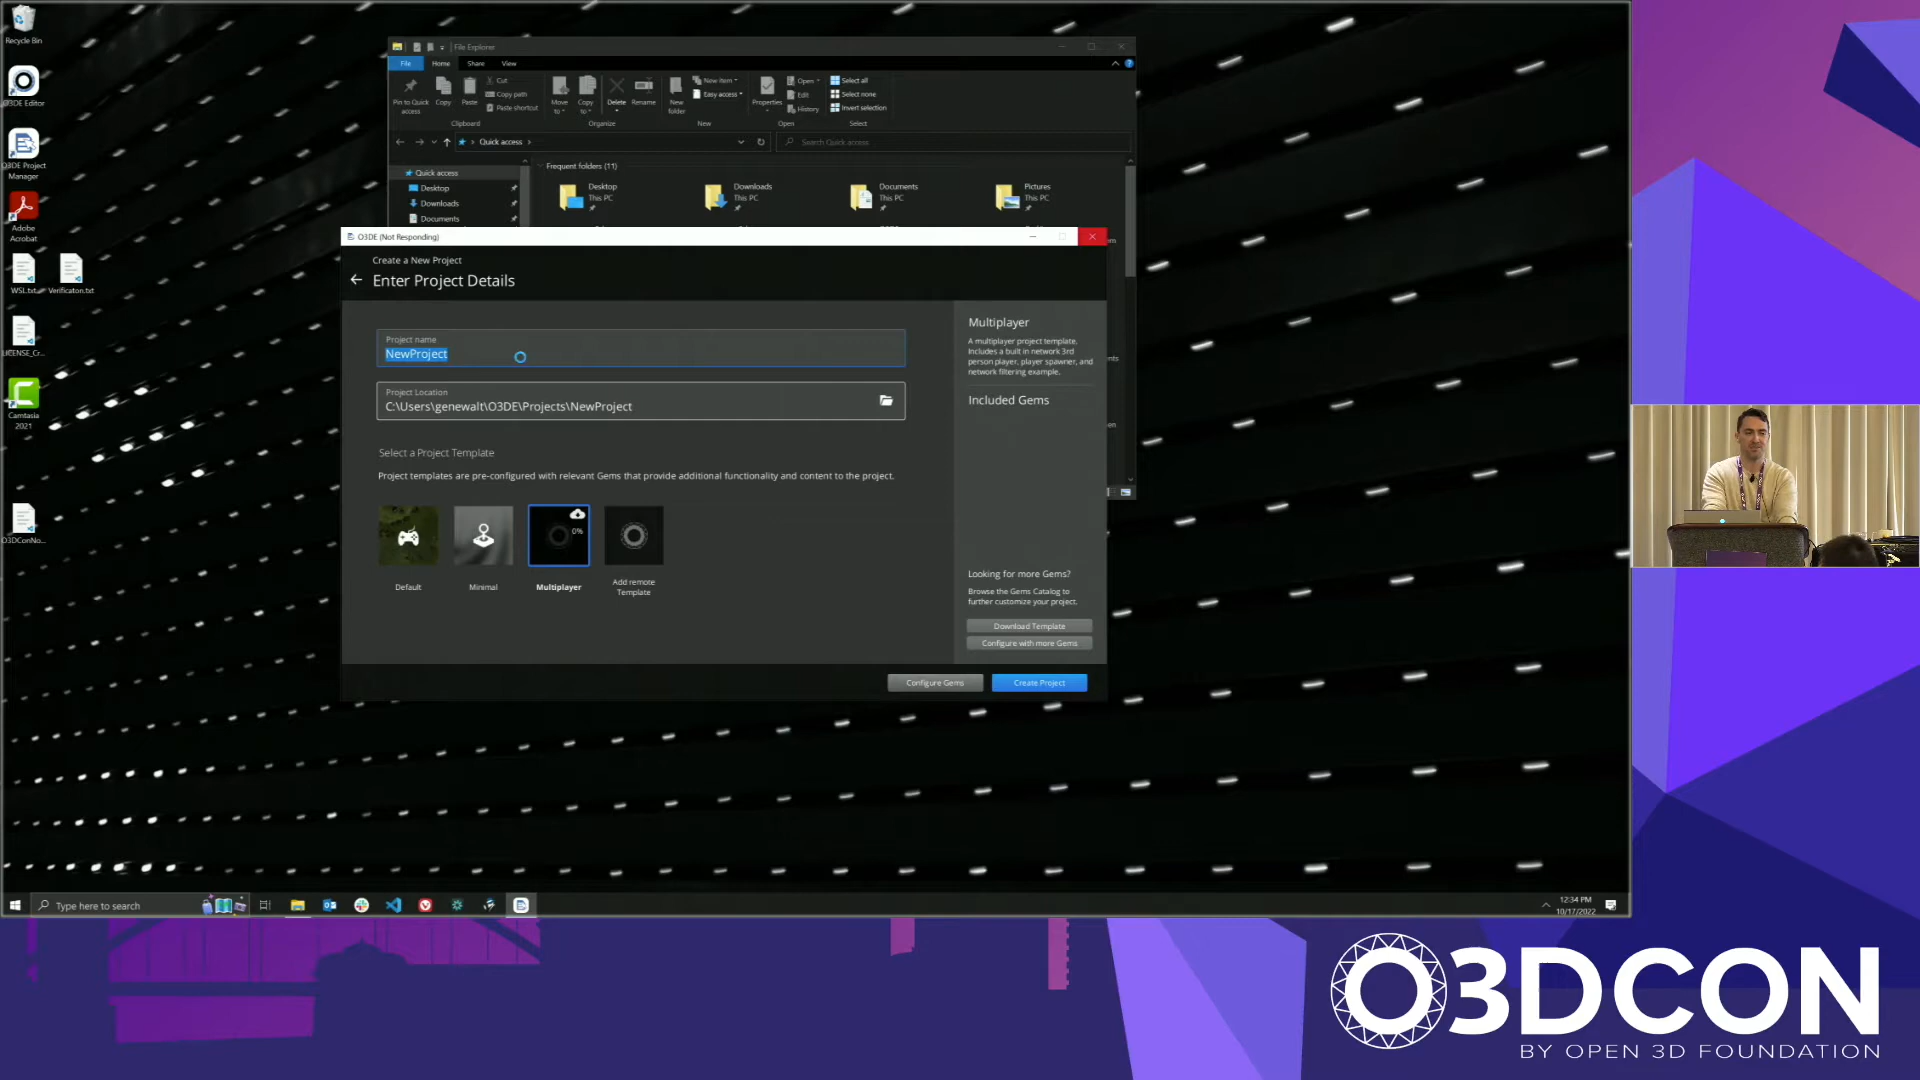 Recycle Bin
O3DE Editor
O3DE Project
Manager
Adobe
Acrobat
WSL.txt
Verificaton.txt
LICENSE_Cr...
Camtasia
2021
O3DConNo...
File Explorer
File
Home
Share
View
Pin to Quick
access
Copy
Paste
Cut
Copy path
Paste shortcut
Clipboard
Move
to
Copy
to
Delete
Rename
Organize
New
folder
New item
Easy access
New
Properties
Open
Edit
History
Open
Select all
Select none
Invert selection
Select
Quick access
Search Quick access
Quick access
Desktop
Downloads
Documents
Frequent folders (11)
Desktop
This PC
Downloads
This PC
Documents
This PC
Pictures
This PC
O3DE (Not Responding)
Create a New Project
Enter Project Details
Project name
NewProject
Project Location
C:\Users\genewalt\O3DE\Projects\NewProject
Select a Project Template
Project templates are pre-configured with relevant Gems that provide additional functionality and content to the project.
0%
Default
Minimal
Multiplayer
Add remote
Template
Multiplayer
A multiplayer project template.
Includes a built in network 3rd
person player, player spawner, and
network filtering example.
Included Gems
Looking for more Gems?
Browse the Gems Catalog to
further customize your project.
Download Template
Configure with more Gems
Configure Gems
Create Project
Type here to search
12:34 PM
10/17/2022
O3DCON
BY OPEN 3D FOUNDATION